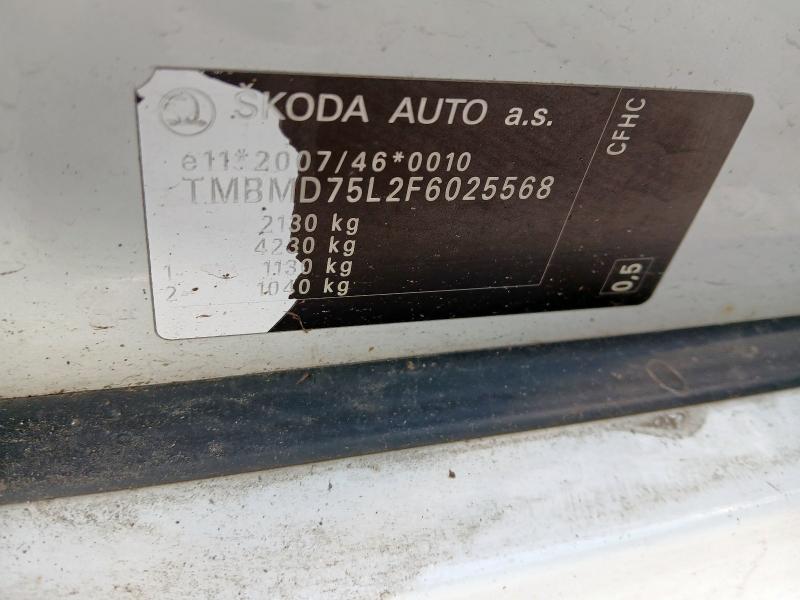 ŠKODA AUTO a.s.
CFHC
e11*2007/46*0010
TMBMD75L2F6025568
2130 kg
4230 kg
1 1130 kg
2 1040 kg
0,5